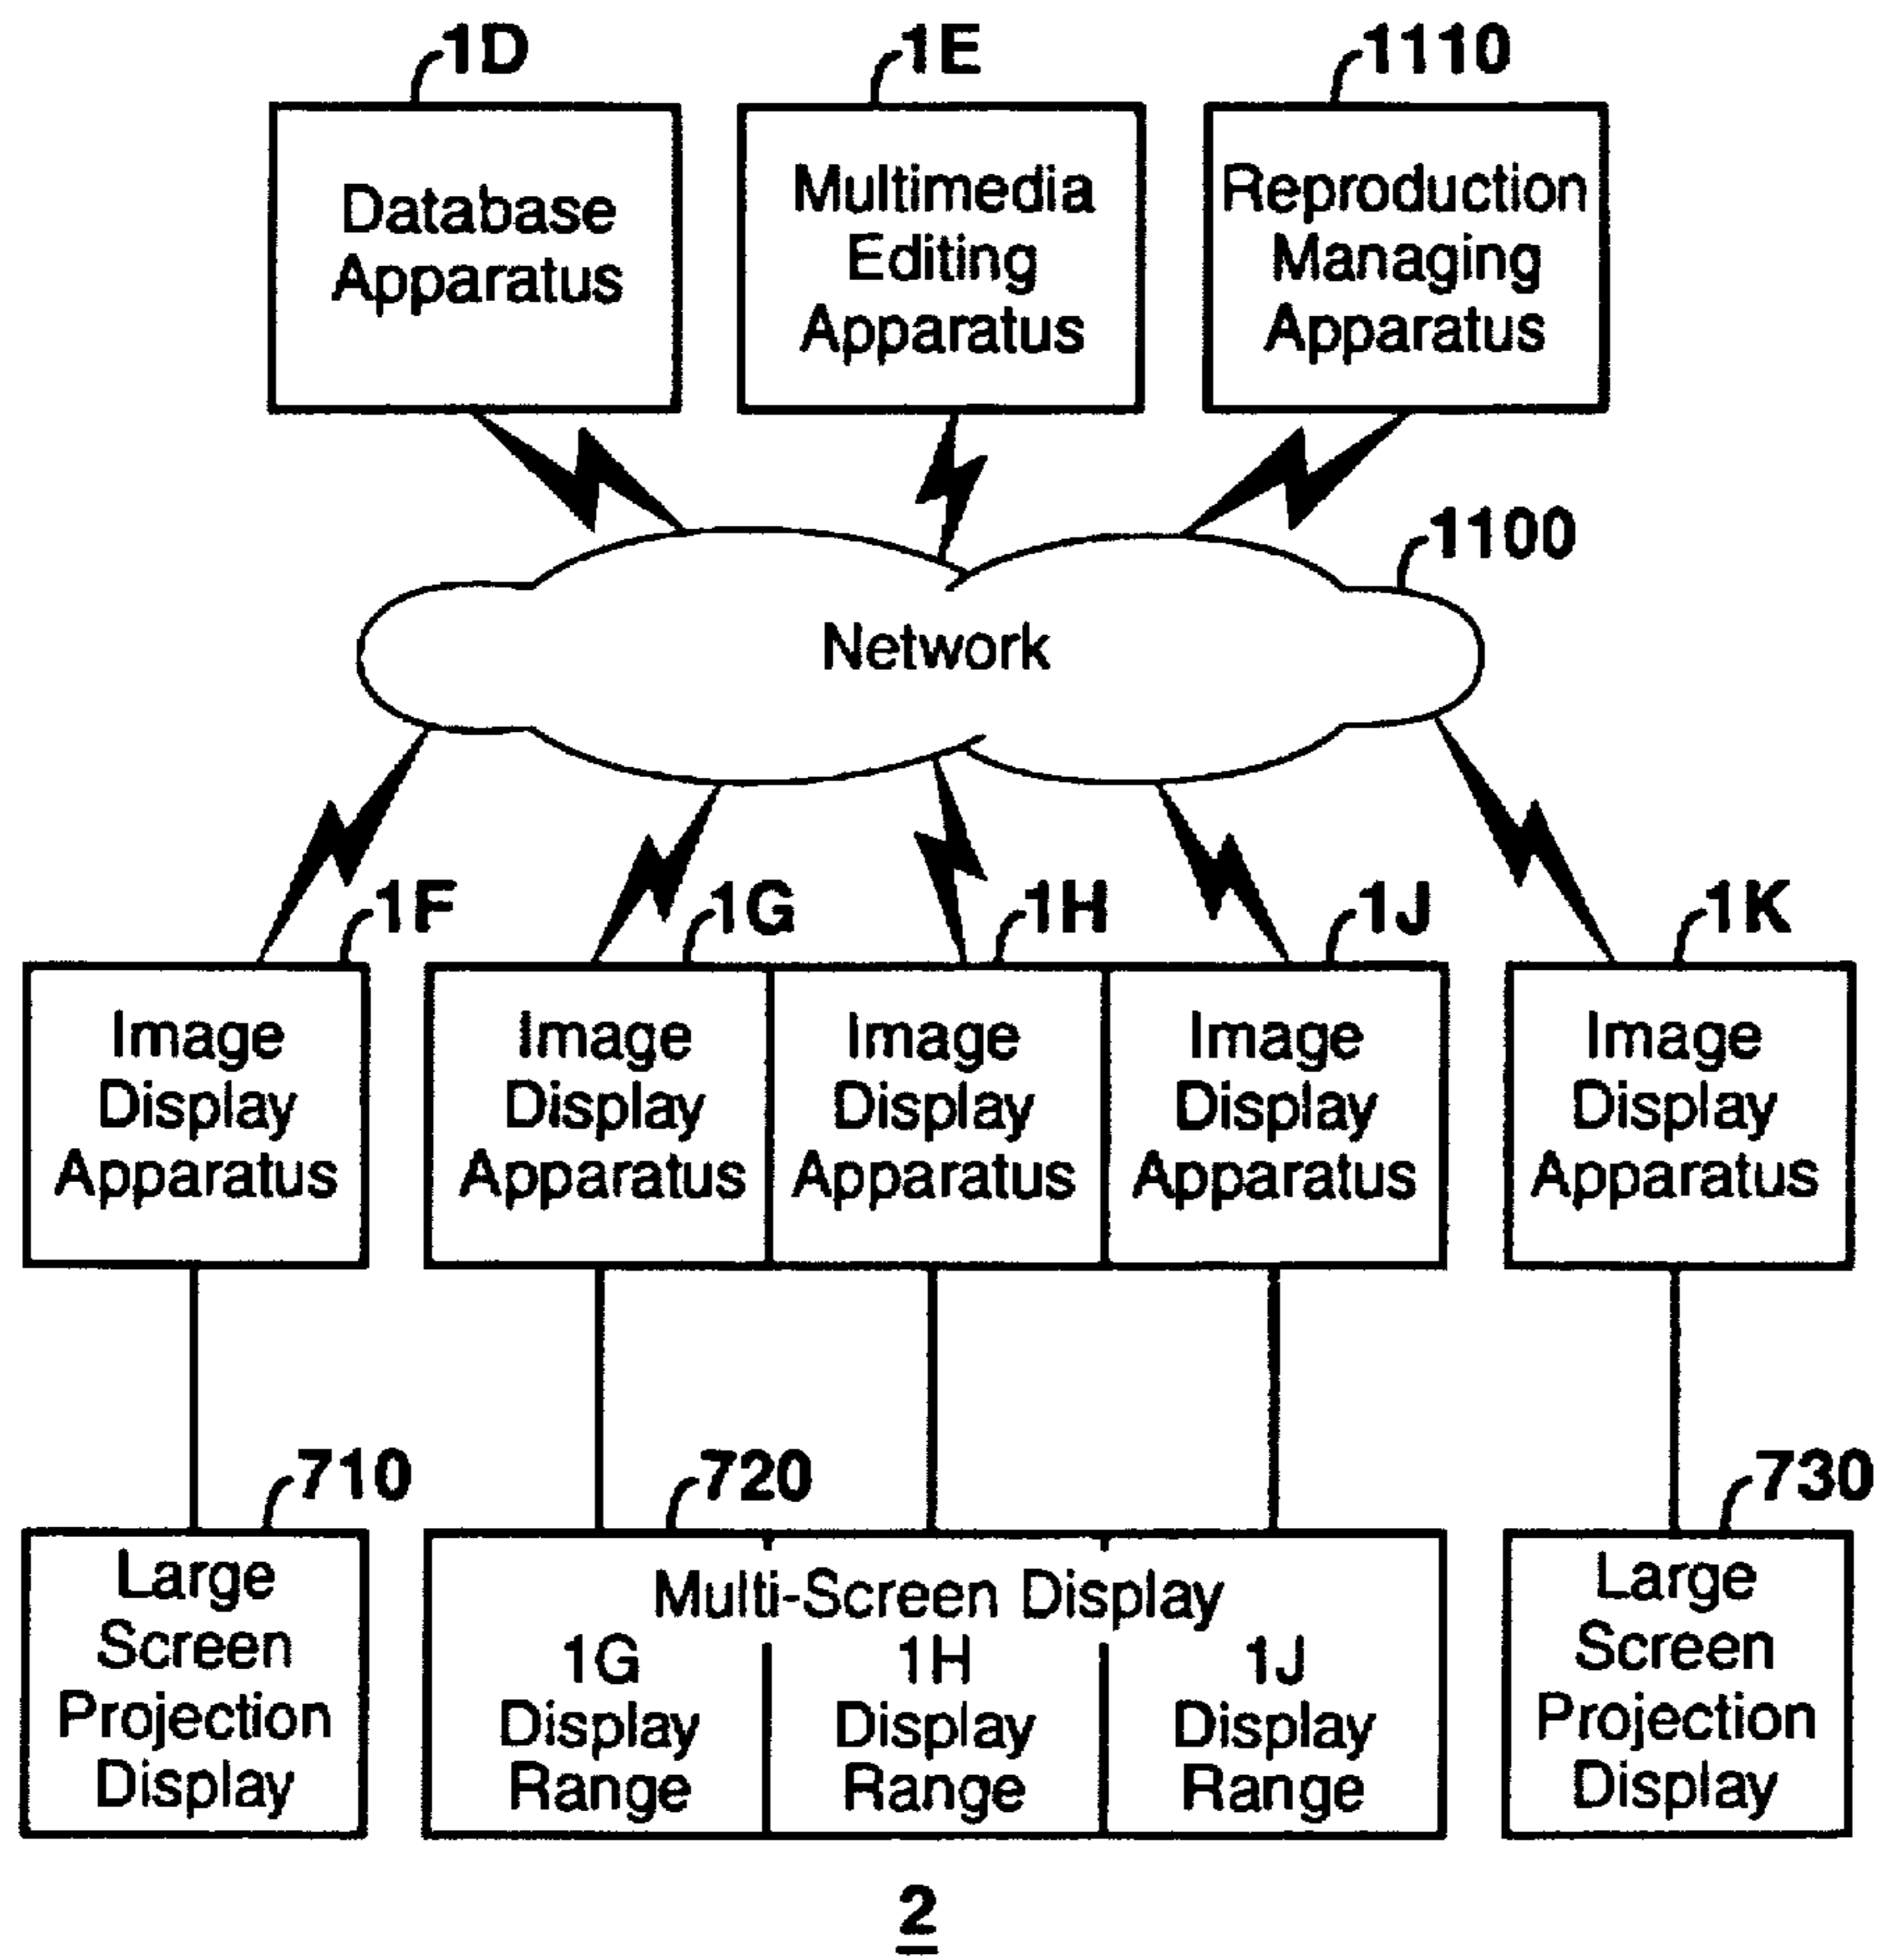 1D
1E
1110
Database
Apparatus
Multimedia
Editing
Apparatus
Reproduction
Managing
Apparatus
1100
Network
1F
1G
1H
1J
1K
Image
Display
Apparatus
Image
Display
Apparatus
Image
Display
Apparatus
Image
Display
Apparatus
Image
Display
Apparatus
710
720
730
Large
Screen
Projection
Display
Multi-Screen Display
1G
Display
Range
1H
Display
Range
1J
Display
Range
Large
Screen
Projection
Display
2